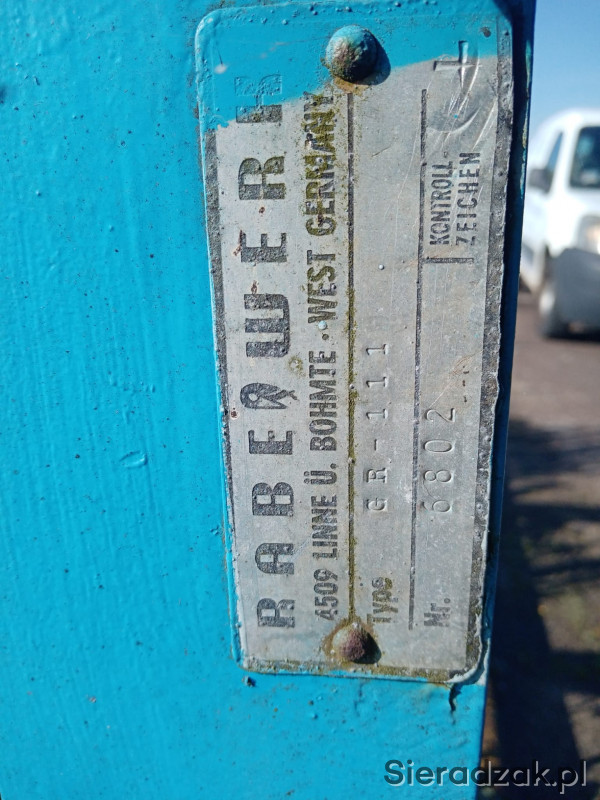 RABEWERK
4509 LINNE Ü. BOHMTE · WEST GERMANY
Type GR-111
Nr. 6802
KONTROLL-
ZEICHEN
Sieradzak.pl